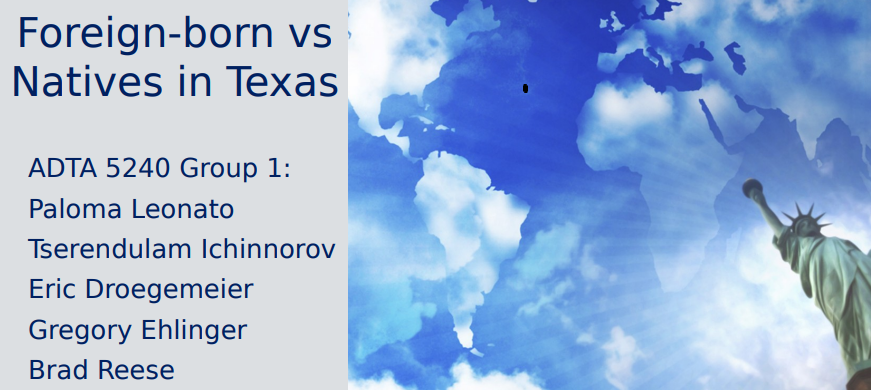 Foreign-born vs
Natives in Texas
ADTA 5240 Group 1:
Paloma Leonato
Tserendulam Ichinnorov
Eric Droegemeier
Gregory Ehlinger
Brad Reese